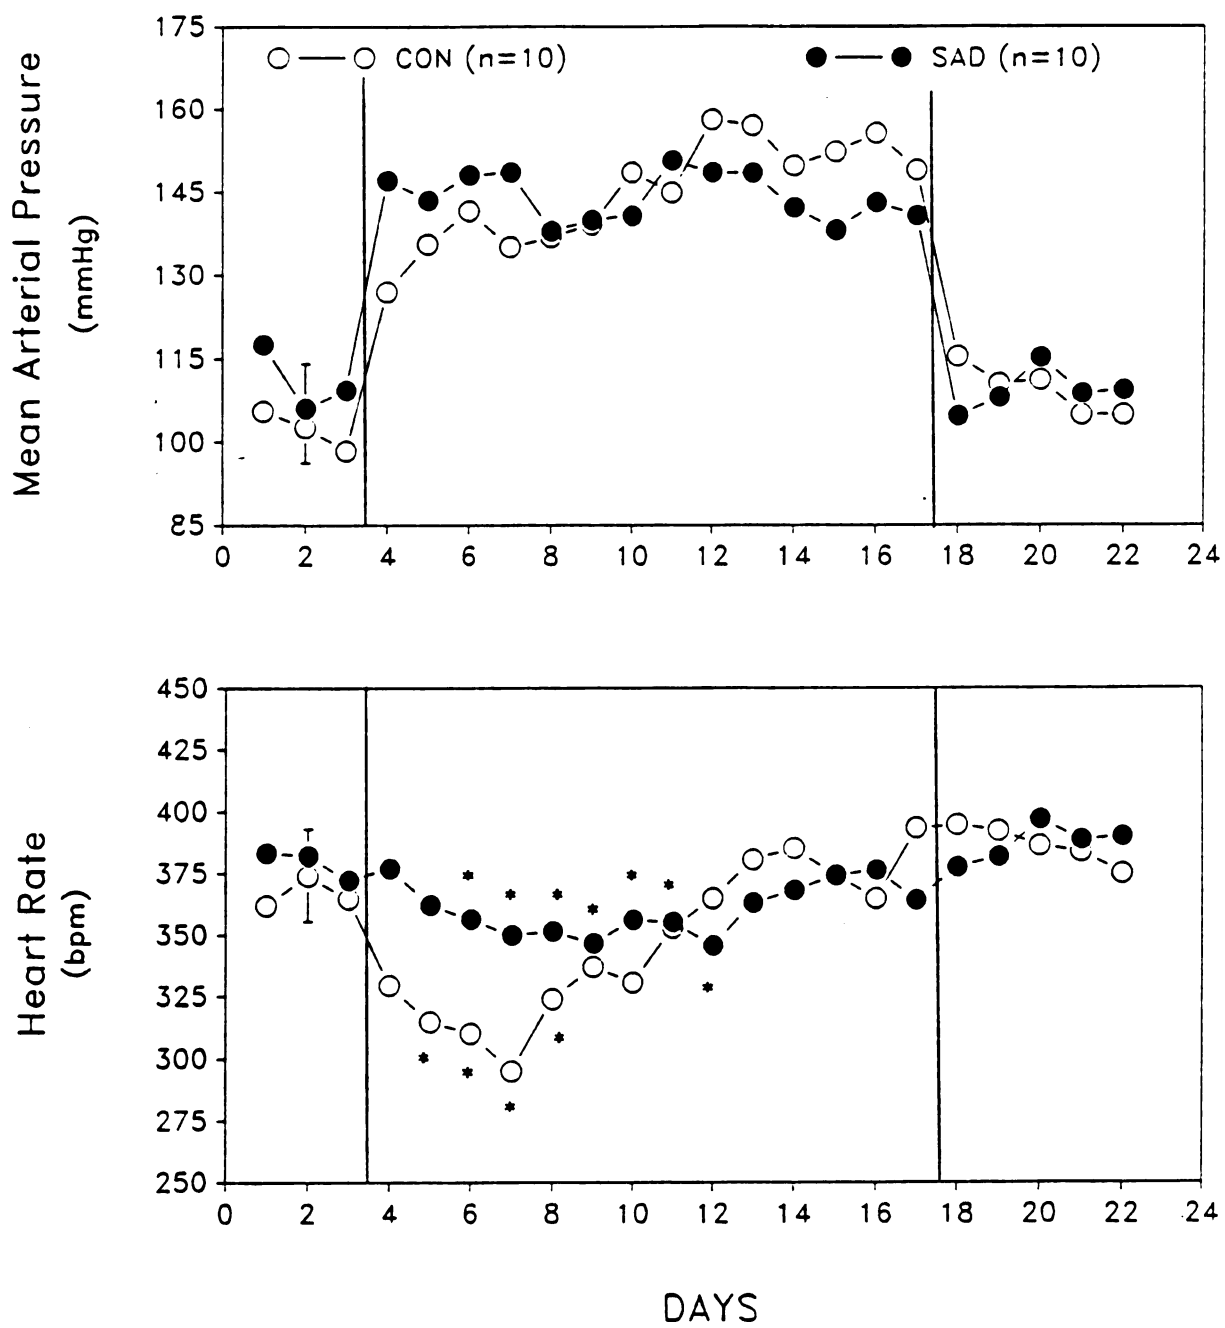 175
CON (n=10)
SAD (n=10)
160
145
130
115
100
85
Mean Arterial Pressure
(mmHg)
0 2 4 6 8 10 12 14 16 18 20 22 24
450
425
400
375
350
325
300
275
250
Heart Rate
(bpm)
* * * * * *
*
* * * *
0 2 4 6 8 10 12 14 16 18 20 22 24
DAYS